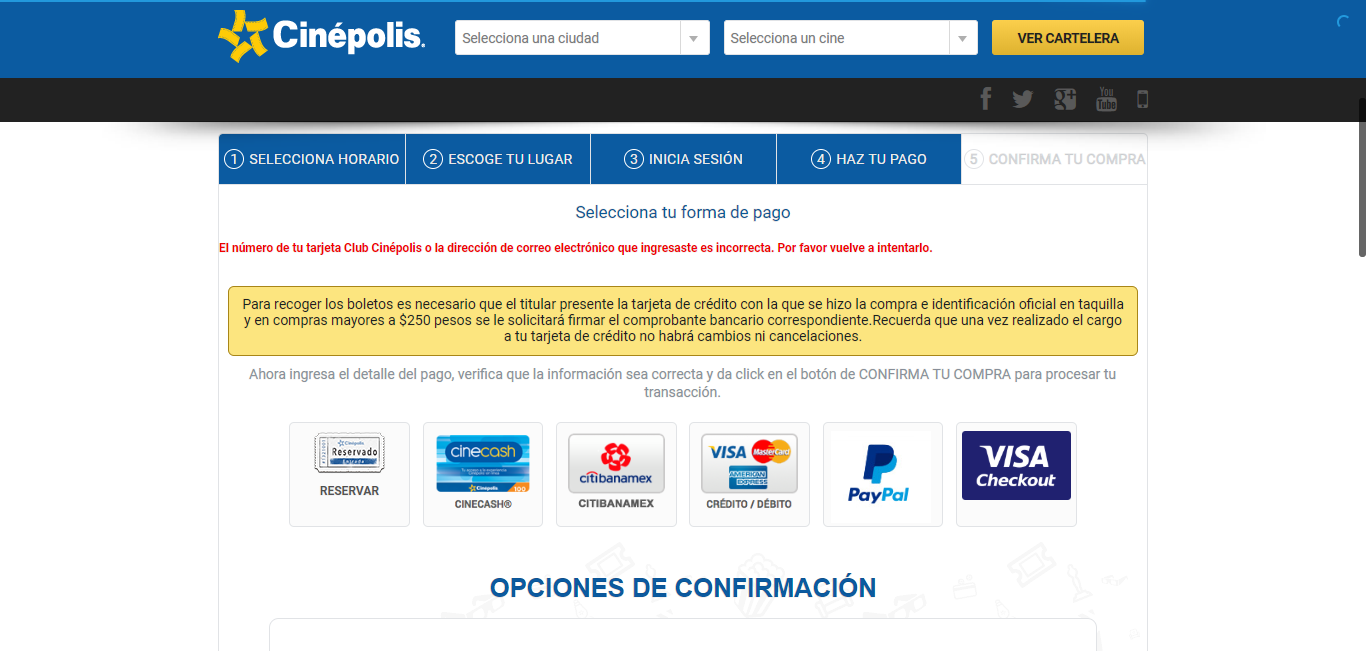 Cinépolis.
Selecciona una ciudad
Selecciona un cine
VER CARTELERA
You
Tube
1 SELECCIONA HORARIO
2 ESCOGE TU LUGAR
3 INICIA SESIÓN
4 HAZ TU PAGO
5 CONFIRMA TU COMPRA
Selecciona tu forma de pago
El número de tu tarjeta Club Cinépolis o la dirección de correo electrónico que ingresaste es incorrecta. Por favor vuelve a intentarlo.
Para recoger los boletos es necesario que el titular presente la tarjeta de crédito con la que se hizo la compra e identificación oficial en taquilla
y en compras mayores a $250 pesos se le solicitará firmar el comprobante bancario correspondiente.Recuerda que una vez realizado el cargo
a tu tarjeta de crédito no habrá cambios ni cancelaciones.
Ahora ingresa el detalle del pago, verifica que la información sea correcta y da click en el botón de CONFIRMA TU COMPRA para procesar tu
transacción.
Cinépolis
Reservado
RESERVAR
cinecash
Cinépolis
100
CINECASH®
citibanamex
CITIBANAMEX
VISA
MasterCard
AMERICAN
EXPRESS
CRÉDITO / DÉBITO
PayPal
VISA
Checkout
OPCIONES DE CONFIRMACIÓN